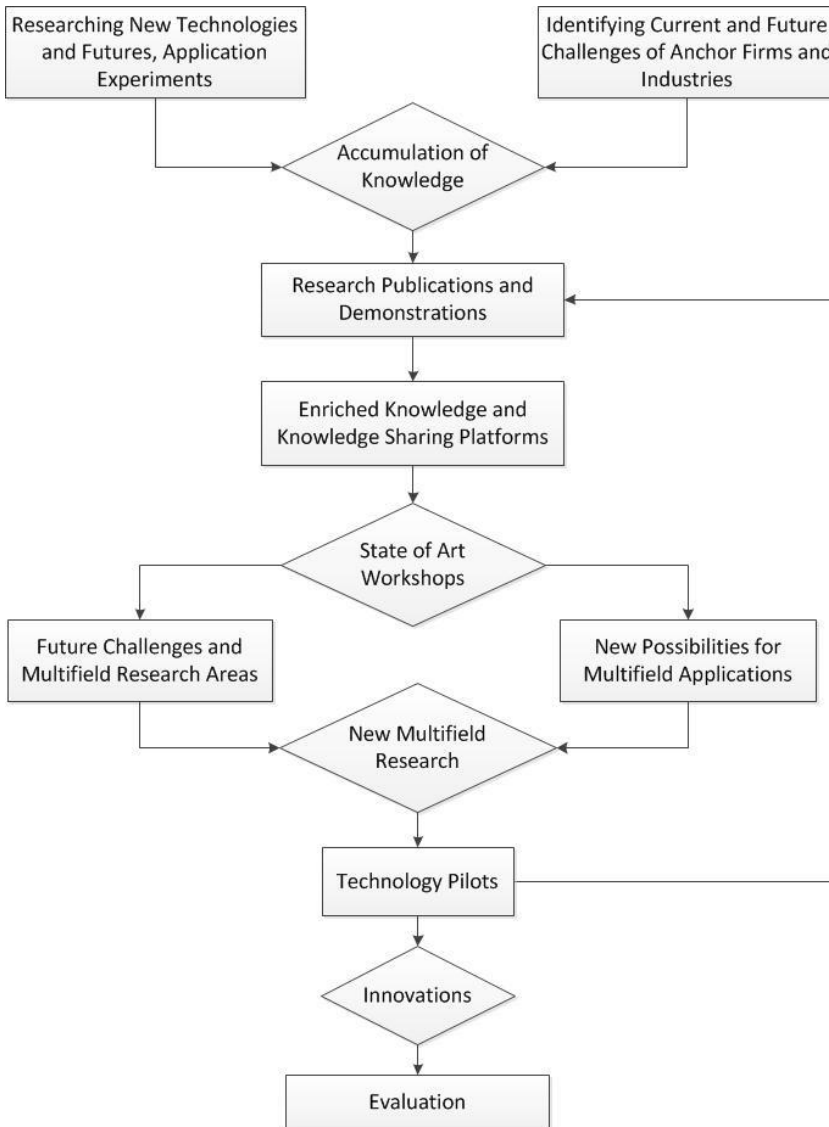 Researching New Technologies
and Futures, Application
Experiments
Identifying Current and Future
Challenges of Anchor Firms and
Industries
Accumulation of
Knowledge
Research Publications and
Demonstrations
Enriched Knowledge and
Knowledge Sharing Platforms
State of Art
Workshops
Future Challenges and
Multifield Research Areas
New Possibilities for
Multifield Applications
New Multifield
Research
Technology Pilots
Innovations
Evaluation